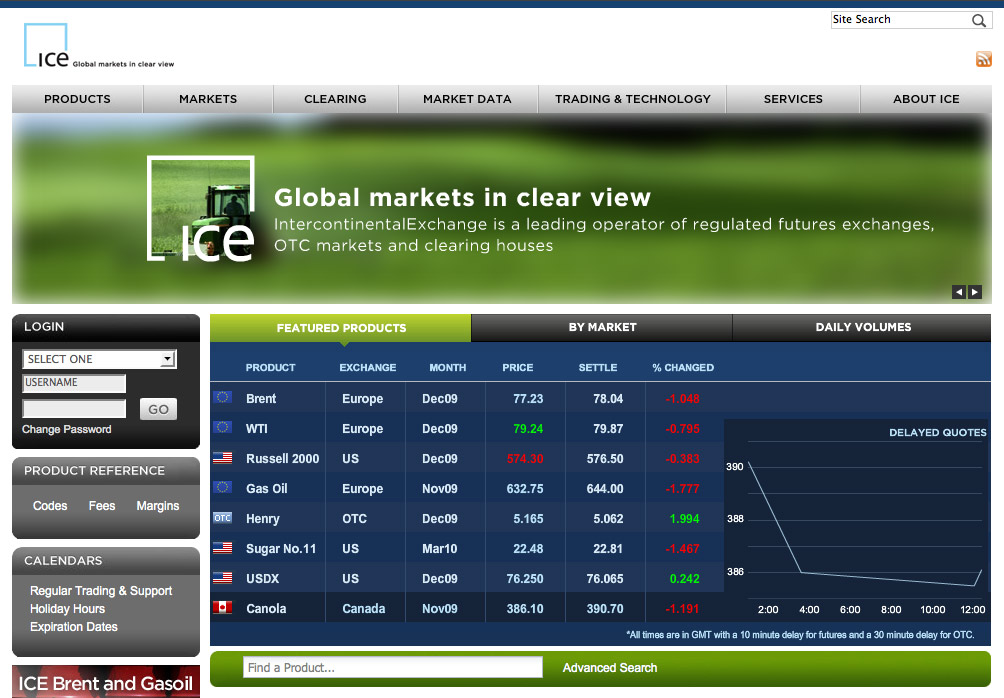 Site Search
ICE Global markets in clear view
PRODUCTS MARKETS CLEARING MARKET DATA TRADING & TECHNOLOGY SERVICES ABOUT ICE
ICE
Global markets in clear view
IntercontinentalExchange is a leading operator of regulated futures exchanges,
OTC markets and clearing houses
LOGIN
SELECT ONE
USERNAME
GO
Change Password
PRODUCT REFERENCE
Codes Fees Margins
CALENDARS
Regular Trading & Support
Holiday Hours
Expiration Dates
ICE Brent and Gasoil
FEATURED PRODUCTS BY MARKET DAILY VOLUMES
PRODUCT EXCHANGE MONTH PRICE SETTLE % CHANGED
Brent Europe Dec09 77.23 78.04 -1.048
WTI Europe Dec09 79.24 79.87 -0.795
Russell 2000 US Dec09 574.30 576.50 -0.383
Gas Oil Europe Nov09 632.75 644.00 -1.777
OTC Henry OTC Dec09 5.165 5.062 1.994
Sugar No.11 US Mar10 22.48 22.81 -1.467
USDX US Dec09 76.250 76.065 0.242
Canola Canada Nov09 386.10 390.70 -1.191
DELAYED QUOTES
390
388
386
2:00 4:00 6:00 8:00 10:00 12:00
*All times are in GMT with a 10 minute delay for futures and a 30 minute delay for OTC.
Find a Product... Advanced Search